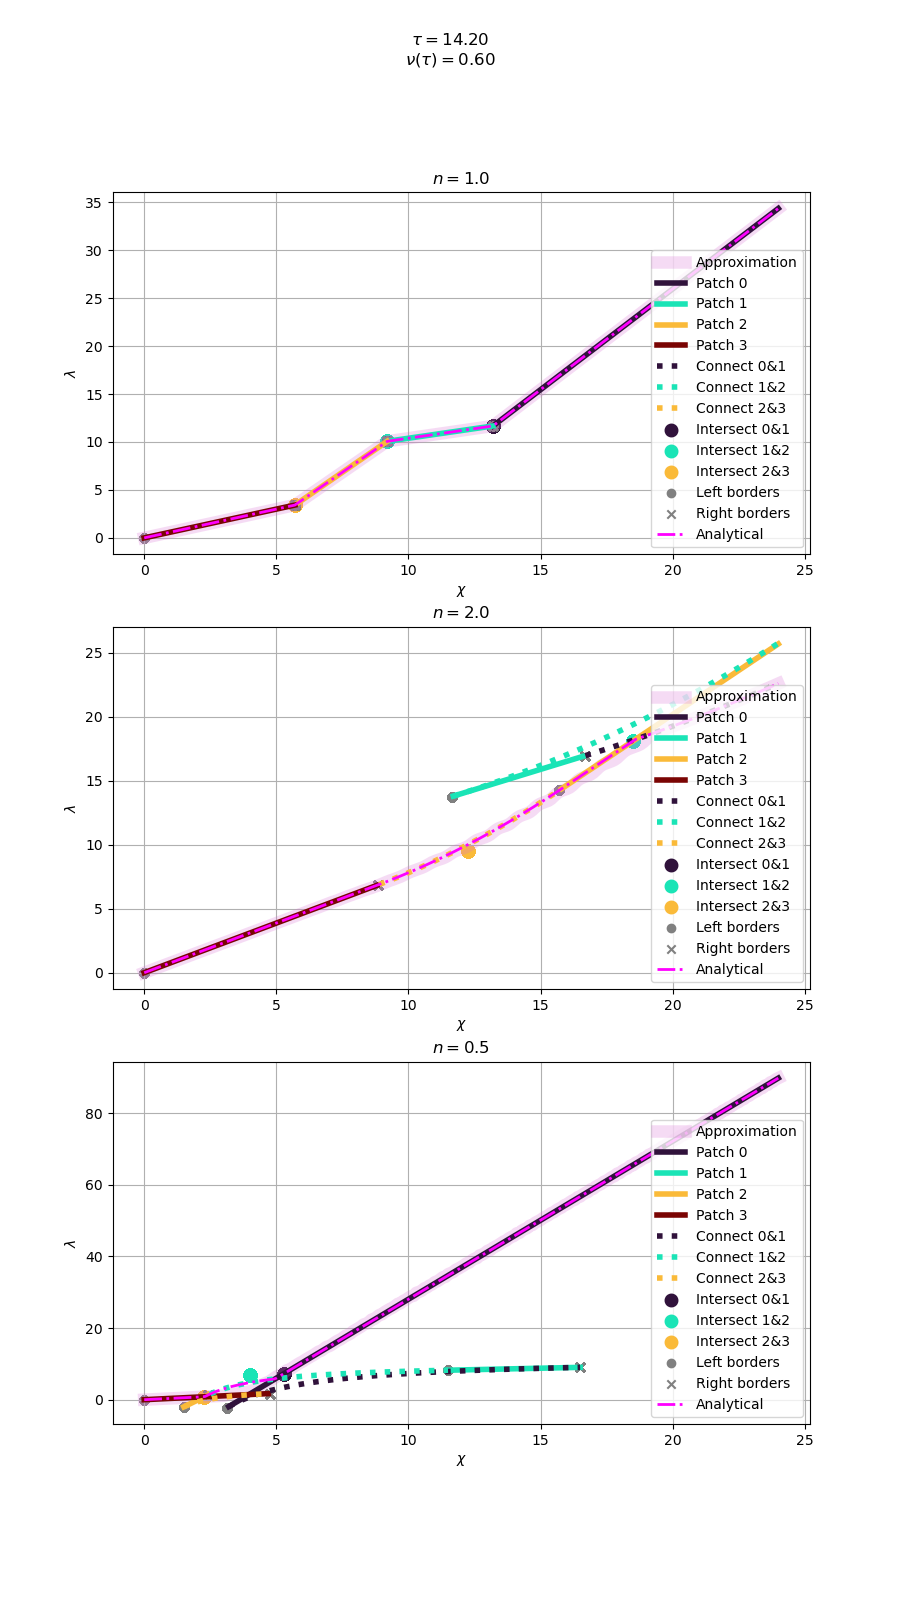 τ = 14.20
ν(τ) = 0.60
n = 1.0
λ
35
30
25
20
15
10
5
0
0 5 10 15 20 25
χ
Approximation
Patch 0
Patch 1
Patch 2
Patch 3
Connect 0&1
Connect 1&2
Connect 2&3
Intersect 0&1
Intersect 1&2
Intersect 2&3
Left borders
Right borders
Analytical
n = 2.0
λ
25
20
15
10
5
0
0 5 10 15 20 25
χ
Approximation
Patch 0
Patch 1
Patch 2
Patch 3
Connect 0&1
Connect 1&2
Connect 2&3
Intersect 0&1
Intersect 1&2
Intersect 2&3
Left borders
Right borders
Analytical
n = 0.5
λ
80
60
40
20
0
0 5 10 15 20 25
χ
Approximation
Patch 0
Patch 1
Patch 2
Patch 3
Connect 0&1
Connect 1&2
Connect 2&3
Intersect 0&1
Intersect 1&2
Intersect 2&3
Left borders
Right borders
Analytical